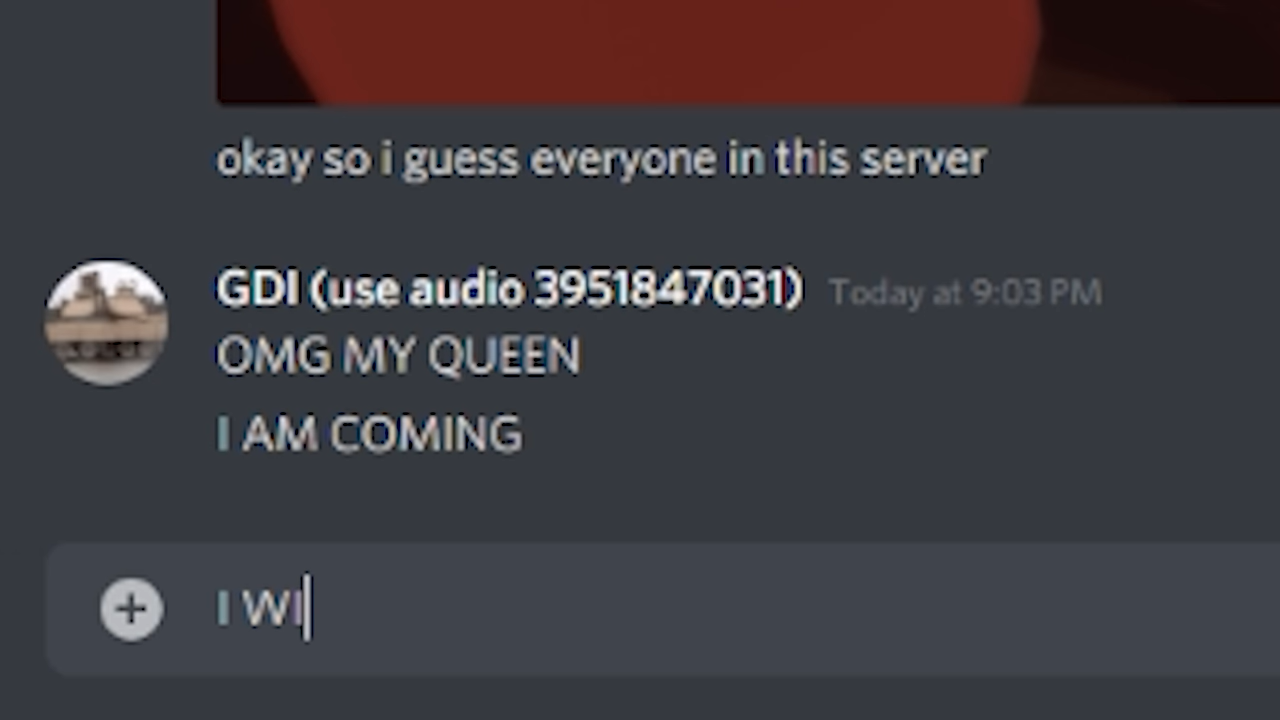 okay so i guess everyone in this server
GDI (use audio 3951847031) Today at 9:03 PM
OMG MY QUEEN
I AM COMING
I WI